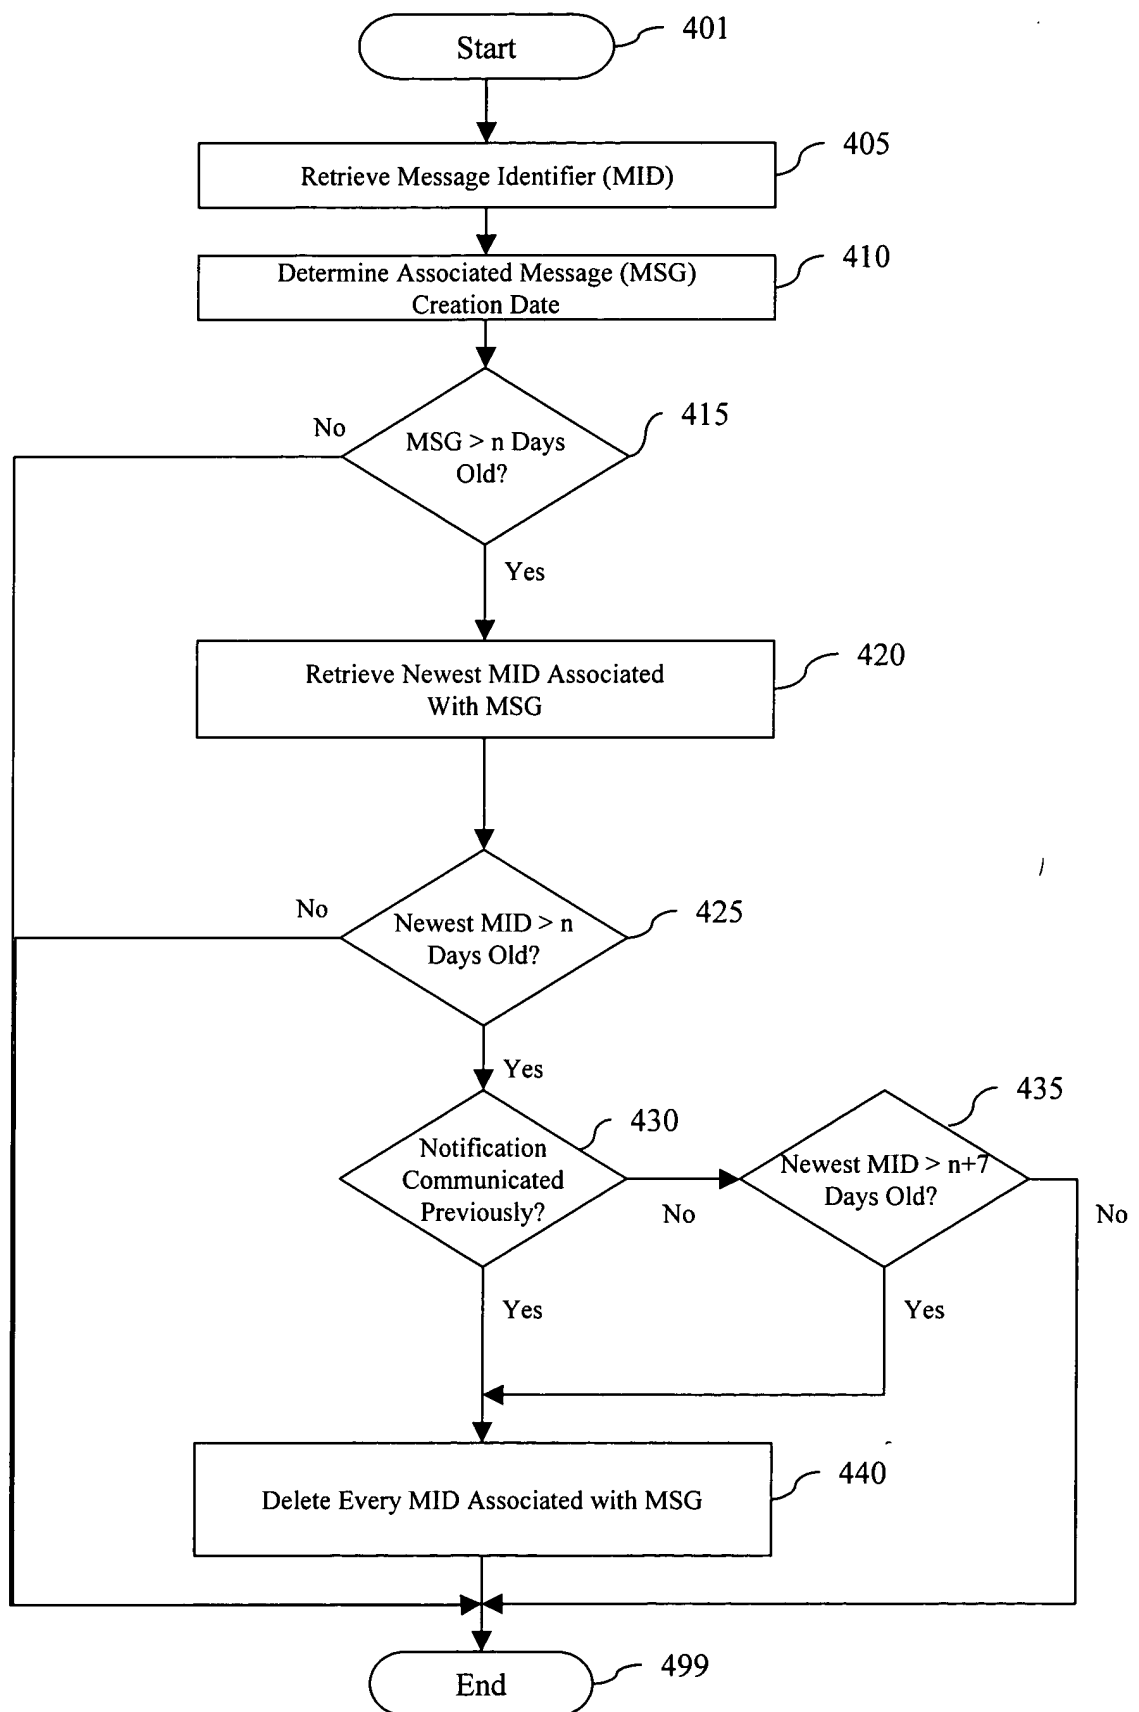 Start
401
Retrieve Message Identifier (MID)
405
Determine Associated Message (MSG)
Creation Date
410
No
MSG > n Days
Old?
415
Yes
Retrieve Newest MID Associated
With MSG
420
No
Newest MID > n
Days Old?
425
Yes
Notification
Communicated
Previously?
430
No
Newest MID > n+7
Days Old?
435
No
Yes
Yes
Delete Every MID Associated with MSG
440
End
499